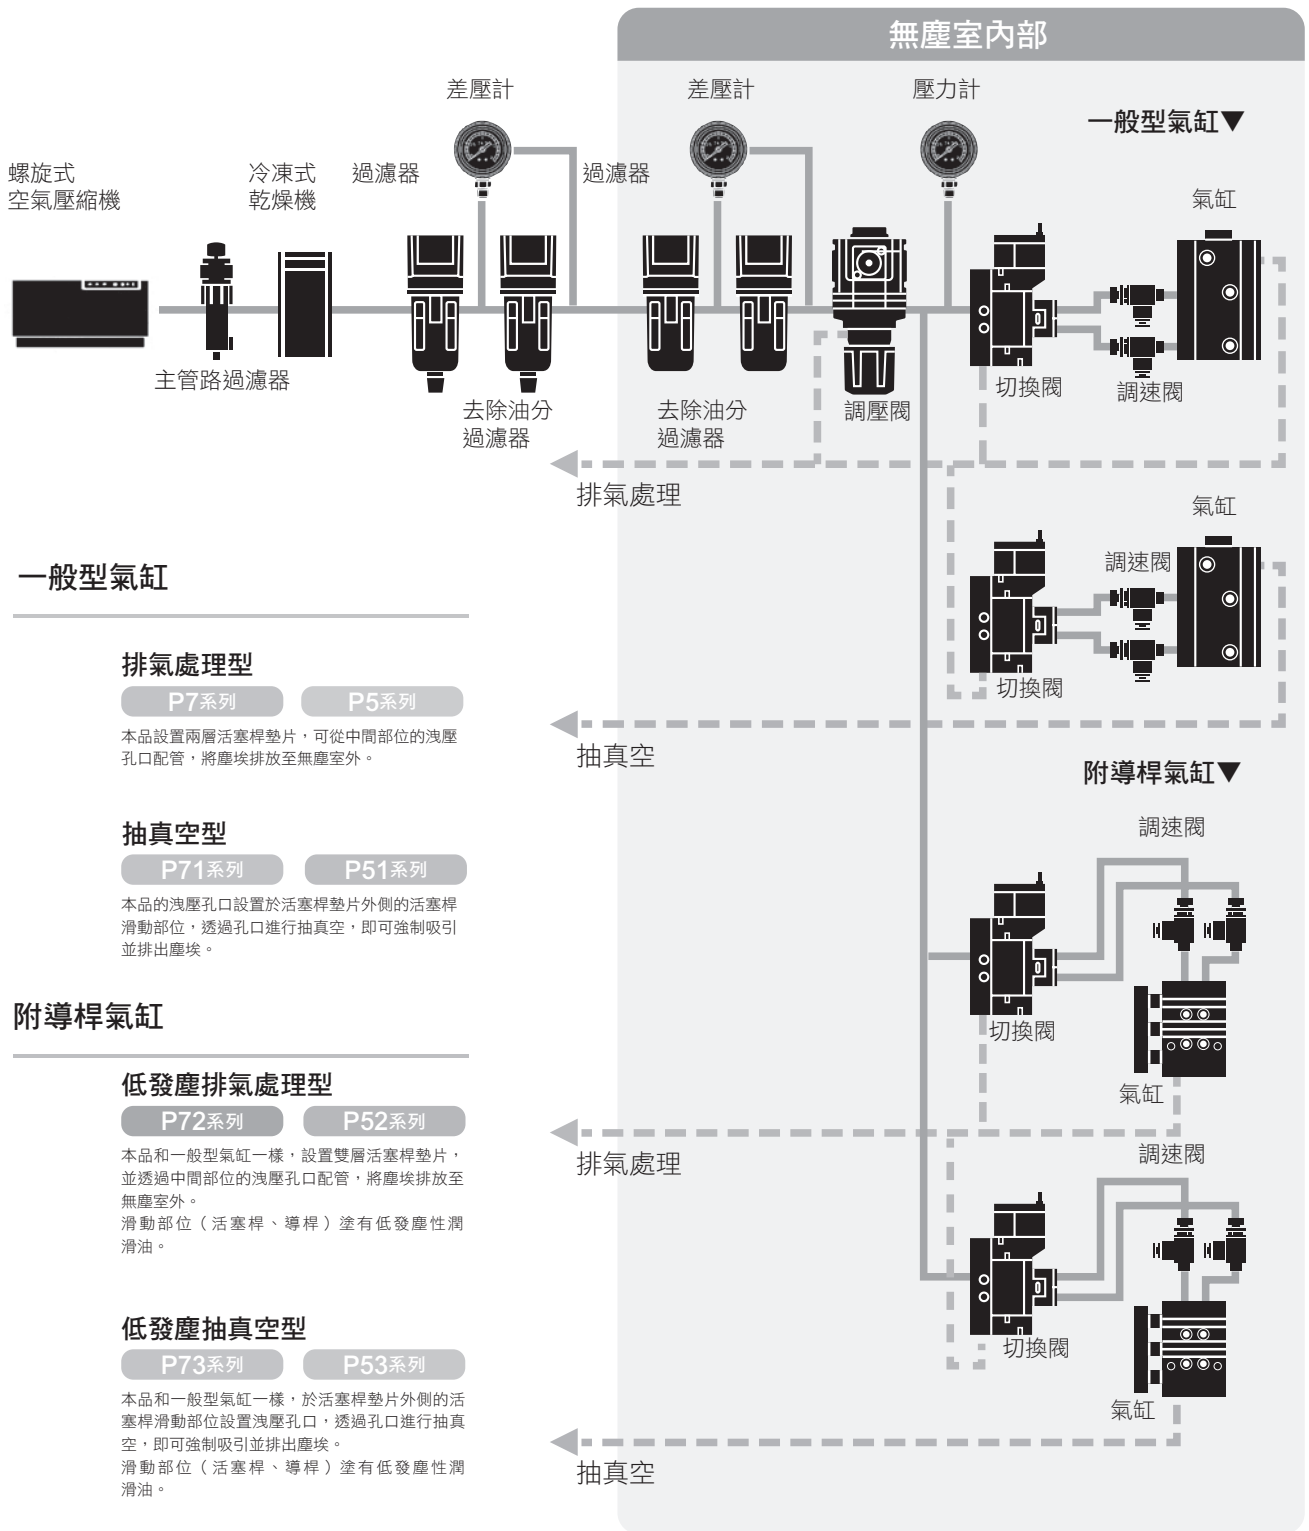 無塵室內部
差壓計
差壓計
壓力計
一般型氣缸▼
螺旋式
空氣壓縮機
冷凍式
乾燥機
過濾器
過濾器
氣缸
主管路過濾器
去除油分
過濾器
去除油分
過濾器
調壓閥
切換閥
調速閥
排氣處理
氣缸
調速閥
切換閥
抽真空
附導桿氣缸▼
調速閥
切換閥
氣缸
排氣處理
調速閥
切換閥
氣缸
抽真空
一般型氣缸
排氣處理型
P7系列
P5系列
本品設置兩層活塞桿墊片，可從中間部位的洩壓
孔口配管，將塵埃排放至無塵室外。
抽真空型
P71系列
P51系列
本品的洩壓孔口設置於活塞桿墊片外側的活塞桿
滑動部位，透過孔口進行抽真空，即可強制吸引
並排出塵埃。
附導桿氣缸
低發塵排氣處理型
P72系列
P52系列
本品和一般型氣缸一樣，設置雙層活塞桿墊片，
並透過中間部位的洩壓孔口配管，將塵埃排放至
無塵室外。
滑動部位（活塞桿、導桿）塗有低發塵性潤
滑油。
低發塵抽真空型
P73系列
P53系列
本品和一般型氣缸一樣，於活塞桿墊片外側的活
塞桿滑動部位設置洩壓孔口，透過孔口進行抽真
空，即可強制吸引並排出塵埃。
滑動部位（活塞桿、導桿）塗有低發塵性潤
滑油。